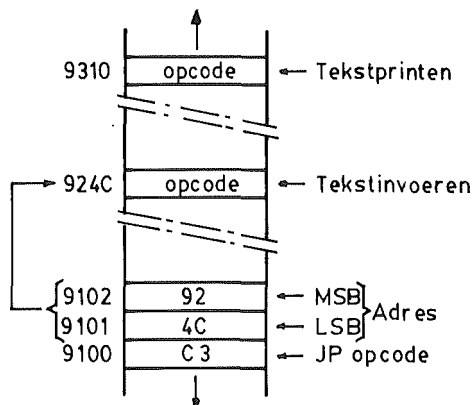 9310 opcode Tekstprinten
924C opcode Tekstinvoeren
9102 92 MSB
Adres
9101 4C LSB
9100 C3 JP opcode